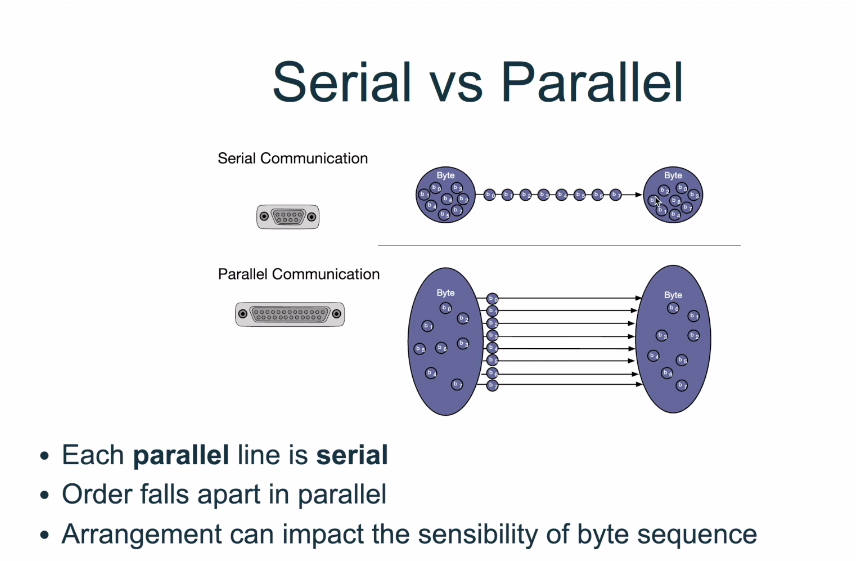 Serial vs Parallel
Serial Communication
Byte
Byte
Parallel Communication
Byte
Byte
• Each parallel line is serial
• Order falls apart in parallel
• Arrangement can impact the sensibility of byte sequence